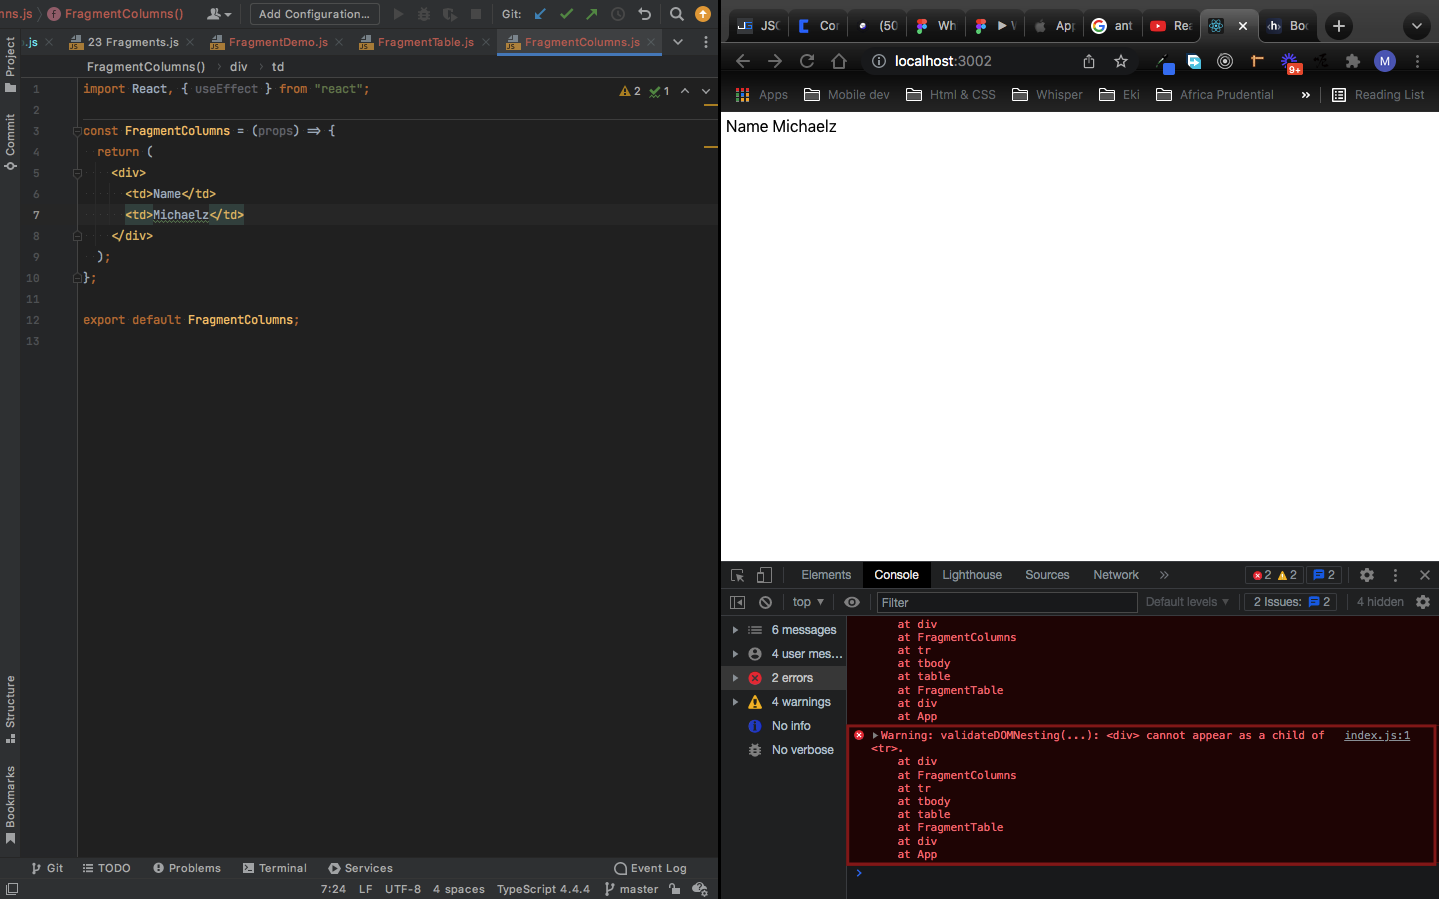 ns.js FragmentColumns() Add Configuration... Git:
.js 23 Fragments.js FragmentDemo.js FragmentTable.js FragmentColumns.js
FragmentColumns() › div › td
1 import React, { useEffect } from "react"; 2 1
2
3 const FragmentColumns = (props) => {
4 return (
5 <div>
6 <td>Name</td>
7 <td>Michaelz</td>
8 </div>
9 );
10 };
11
12 export default FragmentColumns;
13
Project
Commit
Structure
Bookmarks
Git TODO Problems Terminal Services Event Log
7:24 LF UTF-8 4 spaces TypeScript 4.4.4 master
JS JSC Cor (50 Wh App G ant Rea h. Boo
localhost:3002 9+ M
Apps Mobile dev Html & CSS Whisper Eki Africa Prudential » Reading List
Name Michaelz
Elements Console Lighthouse Sources Network » 2 2 2
top Filter Default levels 2 Issues: 2 4 hidden
6 messages
4 user mes...
2 errors
4 warnings
No info
No verbose
at div
at FragmentColumns
at tr
at tbody
at table
at FragmentTable
at div
at App
Warning: validateDOMNesting(...): <div> cannot appear as a child of index.js:1
<tr>.
at div
at FragmentColumns
at tr
at tbody
at table
at FragmentTable
at div
at App